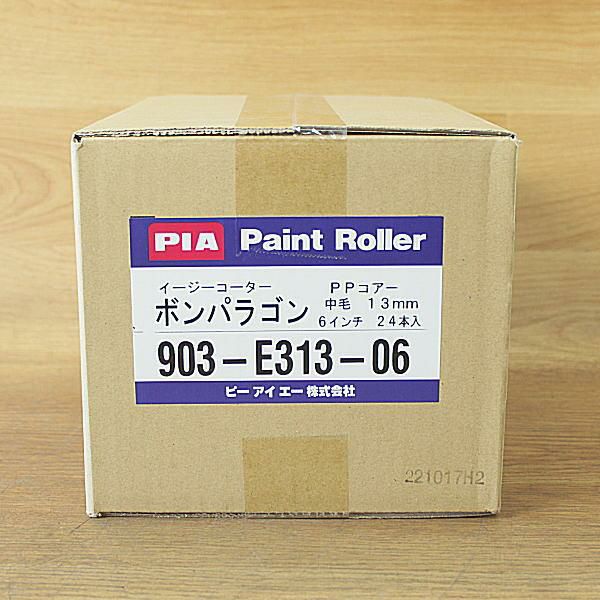 PIA Paint Roller
イージーコーター PPコアー
ボンパラゴン 中毛 13mm
6インチ 24本入
903-E313-06
ピーアイエー株式会社
221017H2